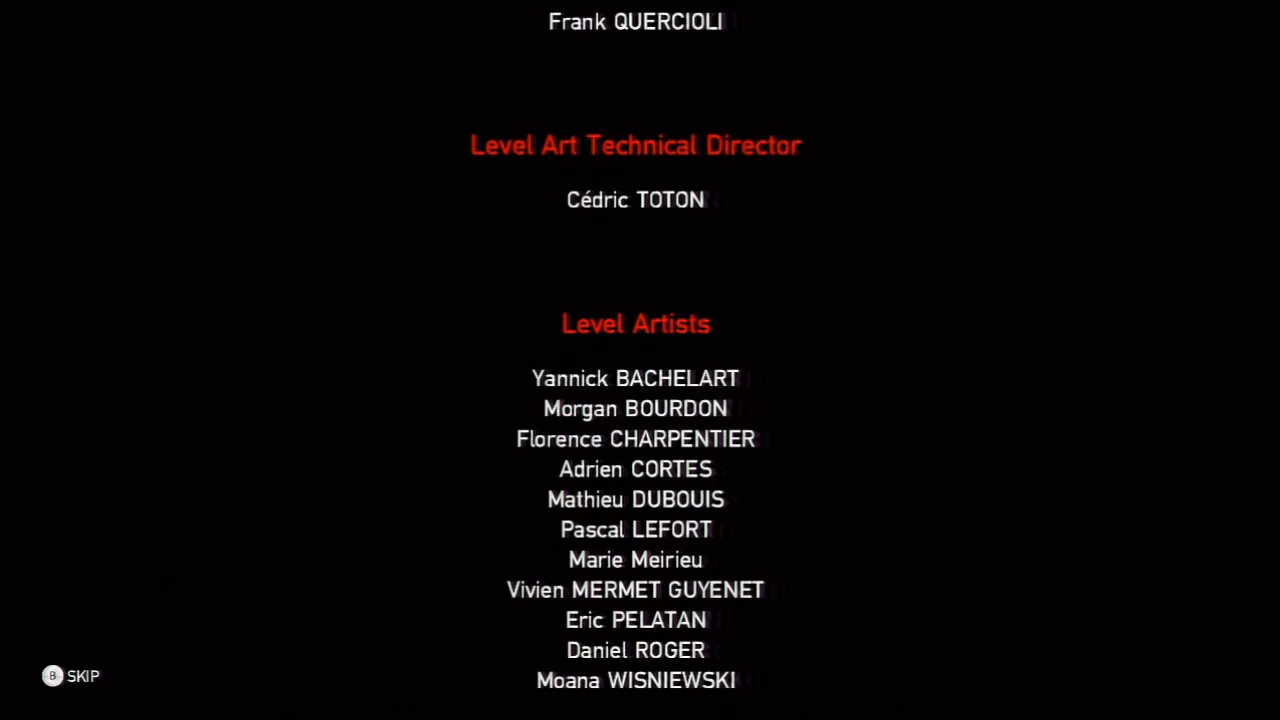 Frank QUERCIOLI
Level Art Technical Director
Cédric TOTON
Level Artists
Yannick BACHELART
Morgan BOURDON
Florence CHARPENTIER
Adrien CORTES
Mathieu DUBOUIS
Pascal LEFORT
Marie Meirieu
Vivien MERMET GUYENET
Eric PELATAN
Daniel ROGER
Moana WISNIEWSKI
B SKIP